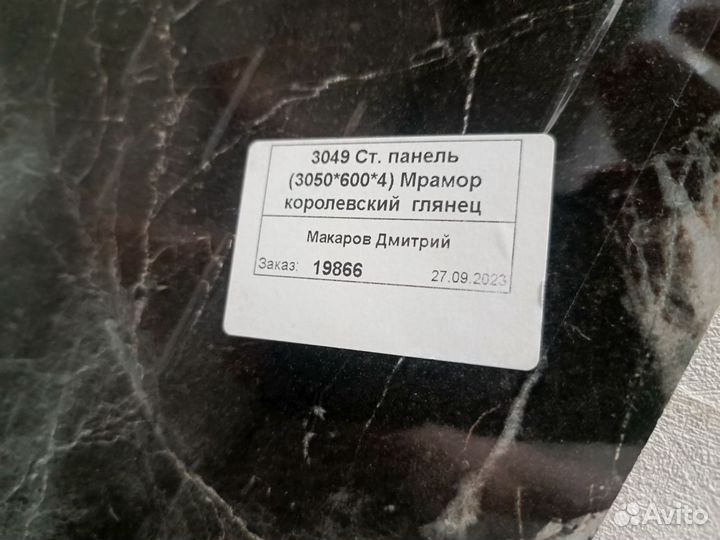 3049 Ст. панель
(3050*600*4) Мрамор
королевский глянец
Макаров Дмитрий
Заказ: 19866 27.09.2023
Avito